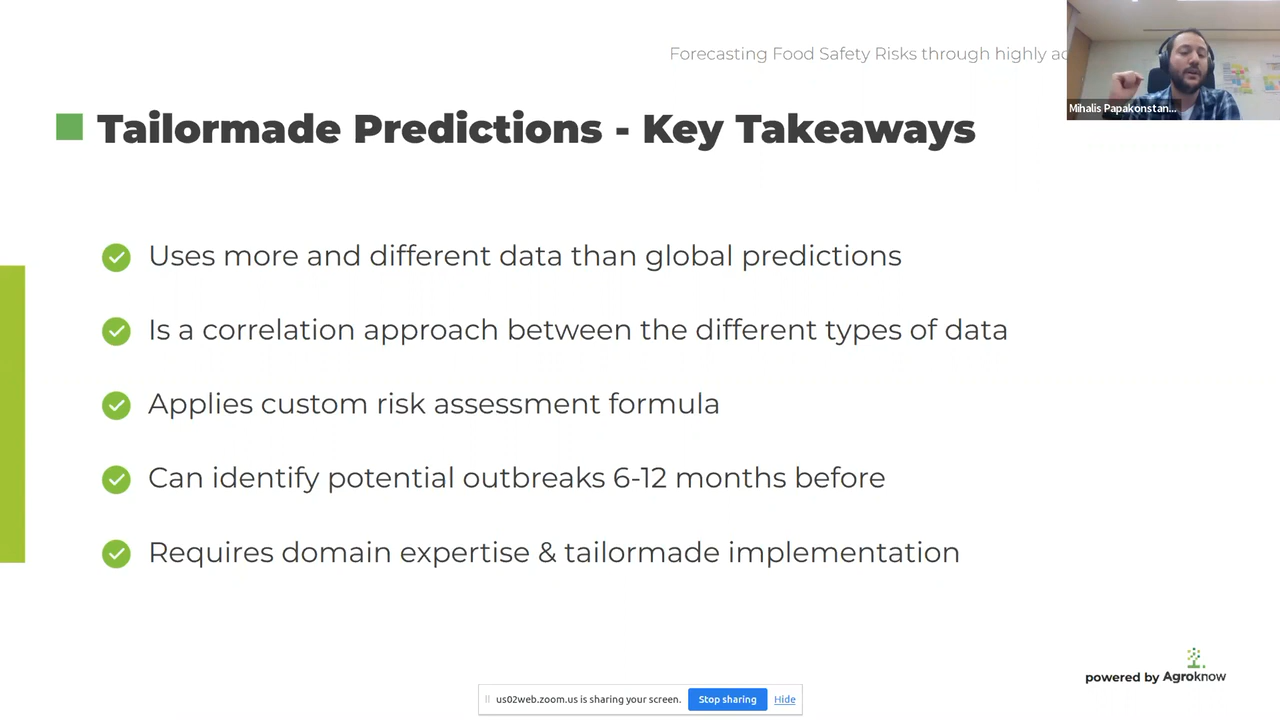 Forecasting Food Safety Risks through highly
Mihalis Papakonstan...
Tailormade Predictions - Key Takeaways
Uses more and different data than global predictions
Is a correlation approach between the different types of data
Applies custom risk assessment formula
Can identify potential outbreaks 6-12 months before
Requires domain expertise & tailormade implementation
powered by Agroknow
us02web.zoom.us is sharing your screen. Stop sharing Hide